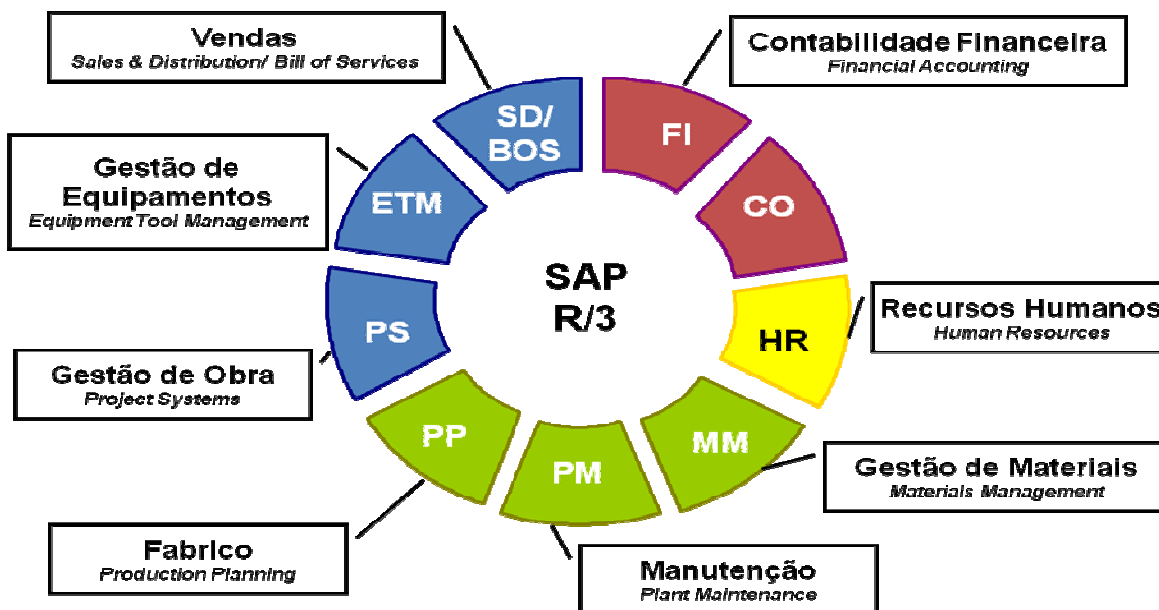 Vendas
Sales & Distribution/ Bill of Services
Contabilidade Financeira
Financial Accounting
SD/
BOS
FI
Gestão de
Equipamentos
Equipment Tool Management
ETM
CO
SAP
R/3
PS
HR
Recursos Humanos
Human Resources
Gestão de Obra
Project Systems
PP
PM
MM
Gestão de Materiais
Materials Management
Fabrico
Production Planning
Manutenção
Plant Maintenance